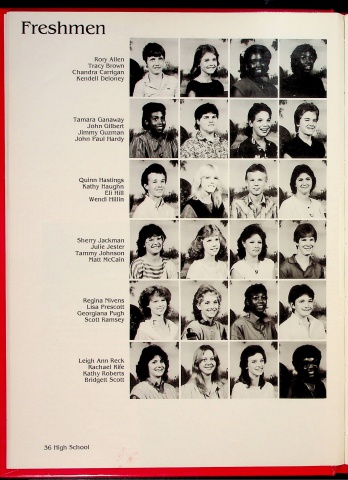 Freshmen
Rory Allen
Tracy Brown
Chandra Carrigan
Kendell Deloney
Tamara Ganaway
John Gilbert
Jimmy Guzman
John Paul Hardy
Quinn Hastings
Kathy Haughn
Eli Hill
Wendi Hillin
Sherry Jackman
Julie Jester
Tammy Johnson
Matt McCain
Regina Nivens
Lisa Prescott
Georgiana Pugh
Scott Ramsey
Leigh Ann Reck
Rachael Rife
Kathy Roberts
Bridgett Scott
36 High School